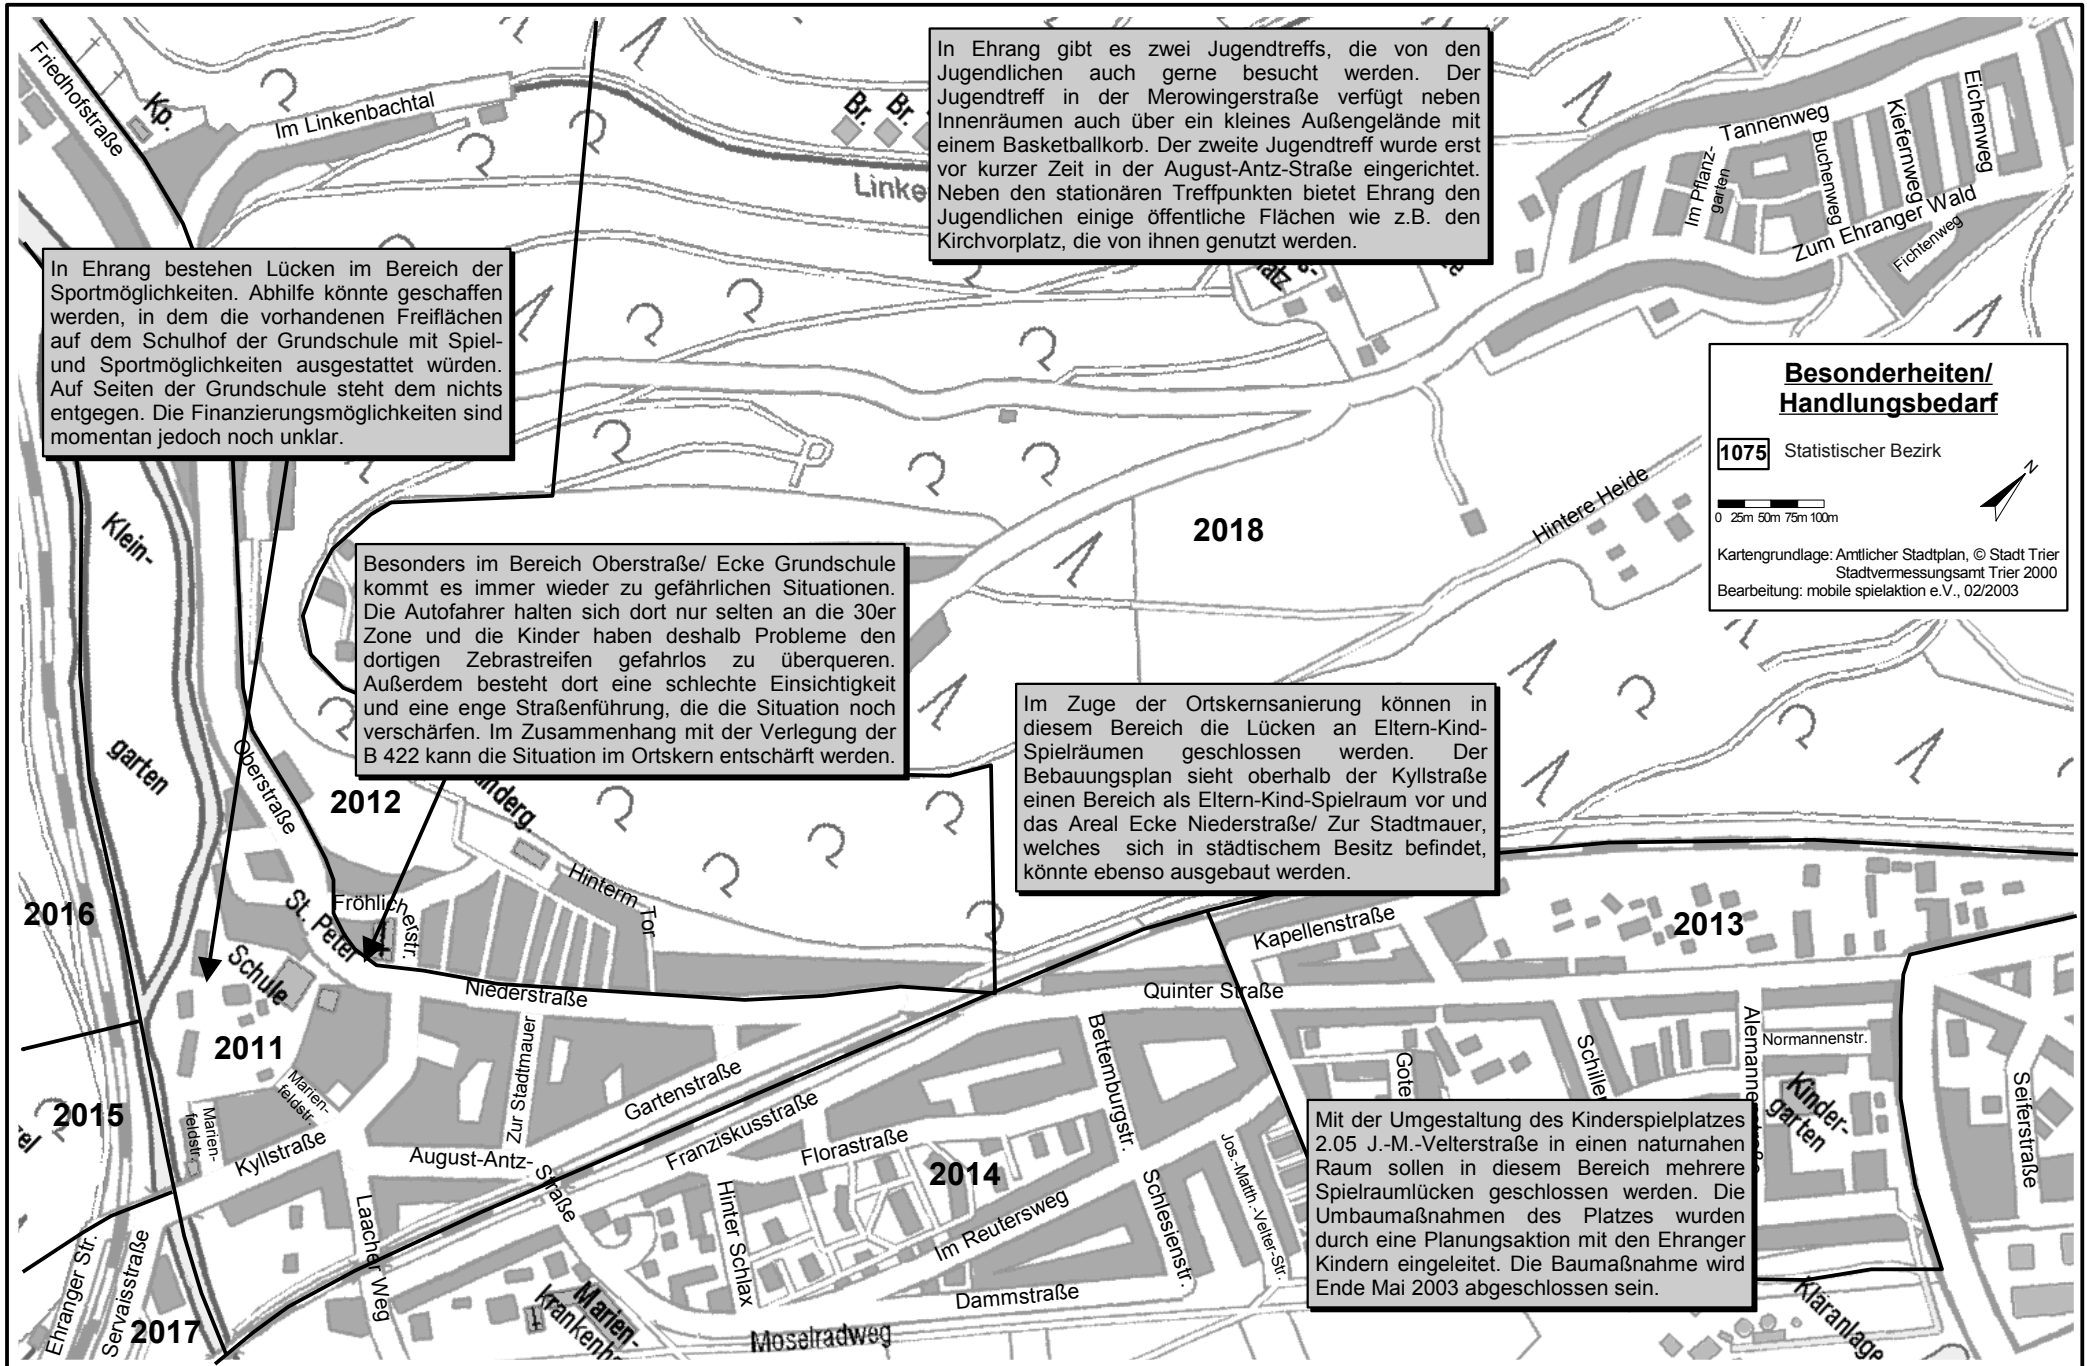 Friedhofstraße
Kp.
Im Linkenbachtal
Br.
Br.
Linke
In Ehrang gibt es zwei Jugendtreffs, die von den
Jugendlichen auch gerne besucht werden. Der
Jugendtreff in der Merowingerstraße verfügt neben
Innenräumen auch über ein kleines Außengelände mit
einem Basketballkorb. Der zweite Jugendtreff wurde erst
vor kurzer Zeit in der August-Antz-Straße eingerichtet.
Neben den stationären Treffpunkten bietet Ehrang den
Jugendlichen einige öffentliche Flächen wie z.B. den
Kirchvorplatz, die von ihnen genutzt werden.
Tannenweg
Im Pflanz-
garten
Buchenweg
Kiefernweg
Eichenweg
Zum Ehranger Wald
Fichtenweg
In Ehrang bestehen Lücken im Bereich der
Sportmöglichkeiten. Abhilfe könnte geschaffen
werden, in dem die vorhandenen Freiflächen
auf dem Schulhof der Grundschule mit Spiel-
und Sportmöglichkeiten ausgestattet würden.
Auf Seiten der Grundschule steht dem nichts
entgegen. Die Finanzierungsmöglichkeiten sind
momentan jedoch noch unklar.
Besonderheiten/
Handlungsbedarf
1075 Statistischer Bezirk
0 25m 50m 75m 100m
N
Kartengrundlage: Amtlicher Stadtplan, © Stadt Trier
Stadtvermessungsamt Trier 2000
Bearbeitung: mobile spielaktion e.V., 02/2003
Klein-
garten
2018
Hintere Heide
Besonders im Bereich Oberstraße/ Ecke Grundschule
kommt es immer wieder zu gefährlichen Situationen.
Die Autofahrer halten sich dort nur selten an die 30er
Zone und die Kinder haben deshalb Probleme den
dortigen Zebrastreifen gefahrlos zu überqueren.
Außerdem besteht dort eine schlechte Einsichtigkeit
und eine enge Straßenführung, die die Situation noch
verschärfen. Im Zusammenhang mit der Verlegung der
B 422 kann die Situation im Ortskern entschärft werden.
Im Zuge der Ortskernsanierung können in
diesem Bereich die Lücken an Eltern-Kind-
Spielräumen geschlossen werden. Der
Bebauungsplan sieht oberhalb der Kyllstraße
einen Bereich als Eltern-Kind-Spielraum vor und
das Areal Ecke Niederstraße/ Zur Stadtmauer,
welches sich in städtischem Besitz befindet,
könnte ebenso ausgebaut werden.
Oberstraße
2012
anderg.
Hinterm Tor
2016
St. Peter
Fröhlicherstr.
Schule
Niederstraße
Kapellenstraße
2013
Quinter Straße
2011
2015
Marien-
feldstr.
Marien-
feldstr.
Kyllstraße
Zur Stadtmauer
Gartenstraße
Franziskusstraße
Florastraße
August-Antz-
Straße
Laacher Weg
Hinter Schlax
2014
Im Reutersweg
Bettemburgstr.
Schlesienstr.
Jos.-Matth.-Velter-Str.
Gote
Schiller
Alemannenstraße
Normannenstr.
Kinder-
garten
Seiferstraße
Mit der Umgestaltung des Kinderspielplatzes
2.05 J.-M.-Velterstraße in einen naturnahen
Raum sollen in diesem Bereich mehrere
Spielraumlücken geschlossen werden. Die
Umbaumaßnahmen des Platzes wurden
durch eine Planungsaktion mit den Ehranger
Kindern eingeleitet. Die Baumaßnahme wird
Ende Mai 2003 abgeschlossen sein.
Ehranger Str.
Servaisstraße
2017
Marien-
krankenh
Dammstraße
Moselradweg
Kläranlage